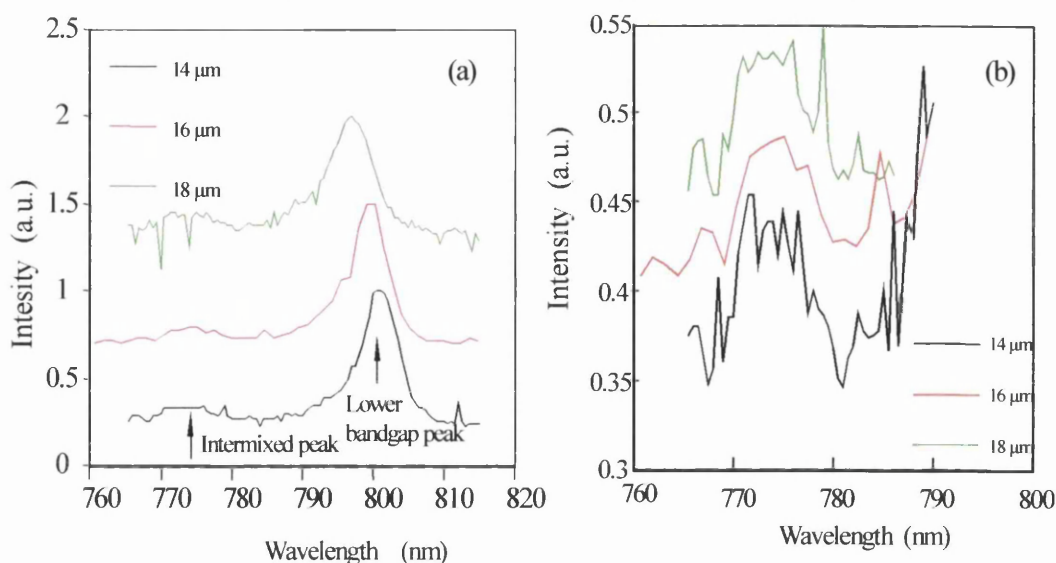 2.5
2
1.5
1
0.5
0
14 µm
16 µm
18 µm
(a)
Lower
bandgap peak
Intermixed peak
760 770 780 790 800 810 820
Intesity (a.u.)
Wavelength (nm)
0.55
0.5
0.45
0.4
0.35
0.3
(b)
14 µm
16 µm
18 µm
760 770 780 790 800
Intensity (a.u.)
Wavelength (nm)